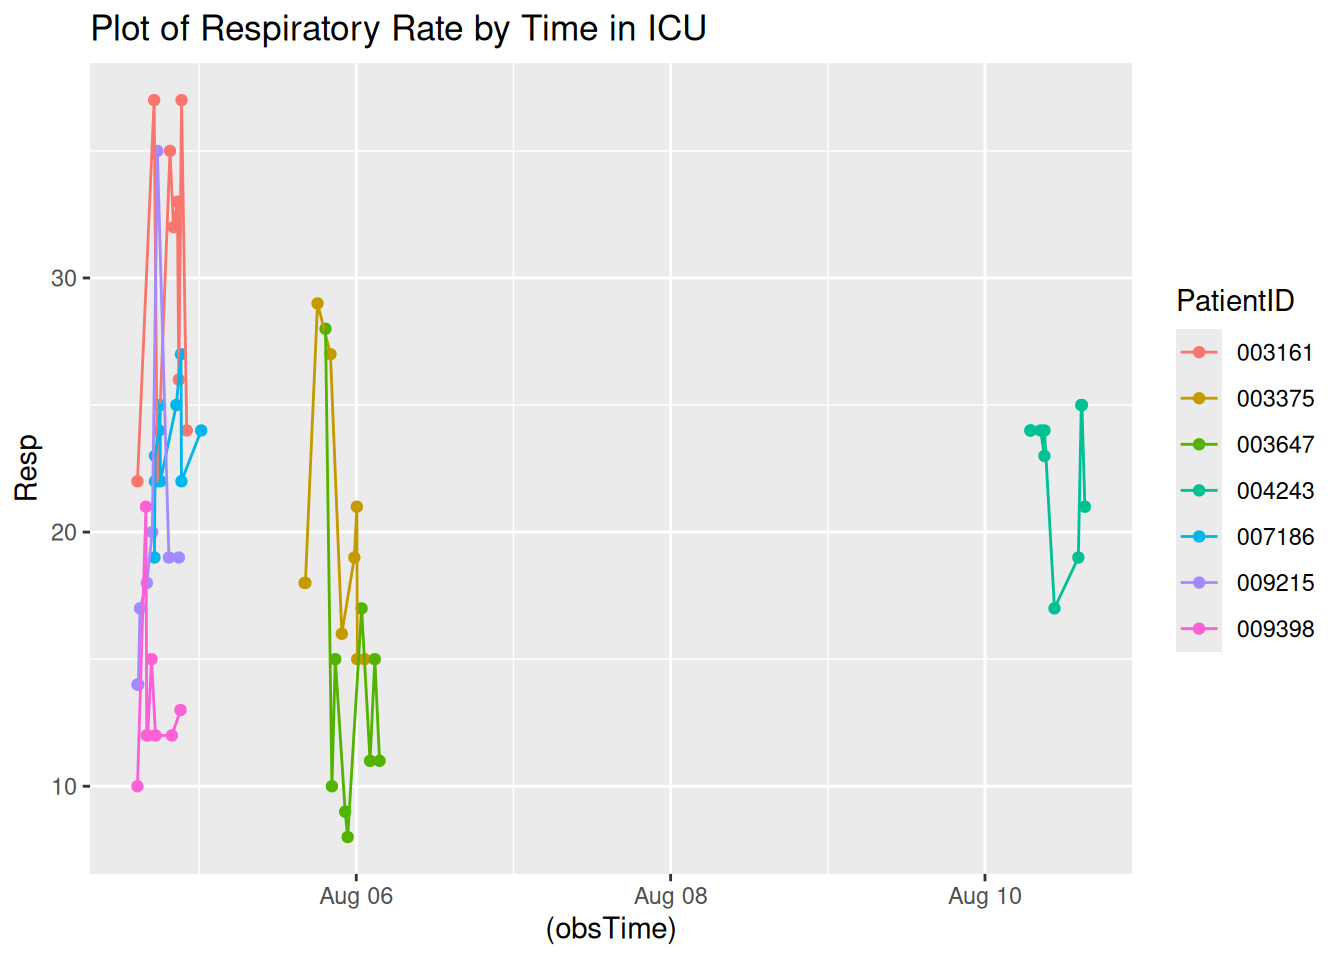 Plot of Respiratory Rate by Time in ICU
Resp
30
20
10
Aug 06
Aug 08
Aug 10
(obsTime)
PatientID
003161
003375
003647
004243
007186
009215
009398